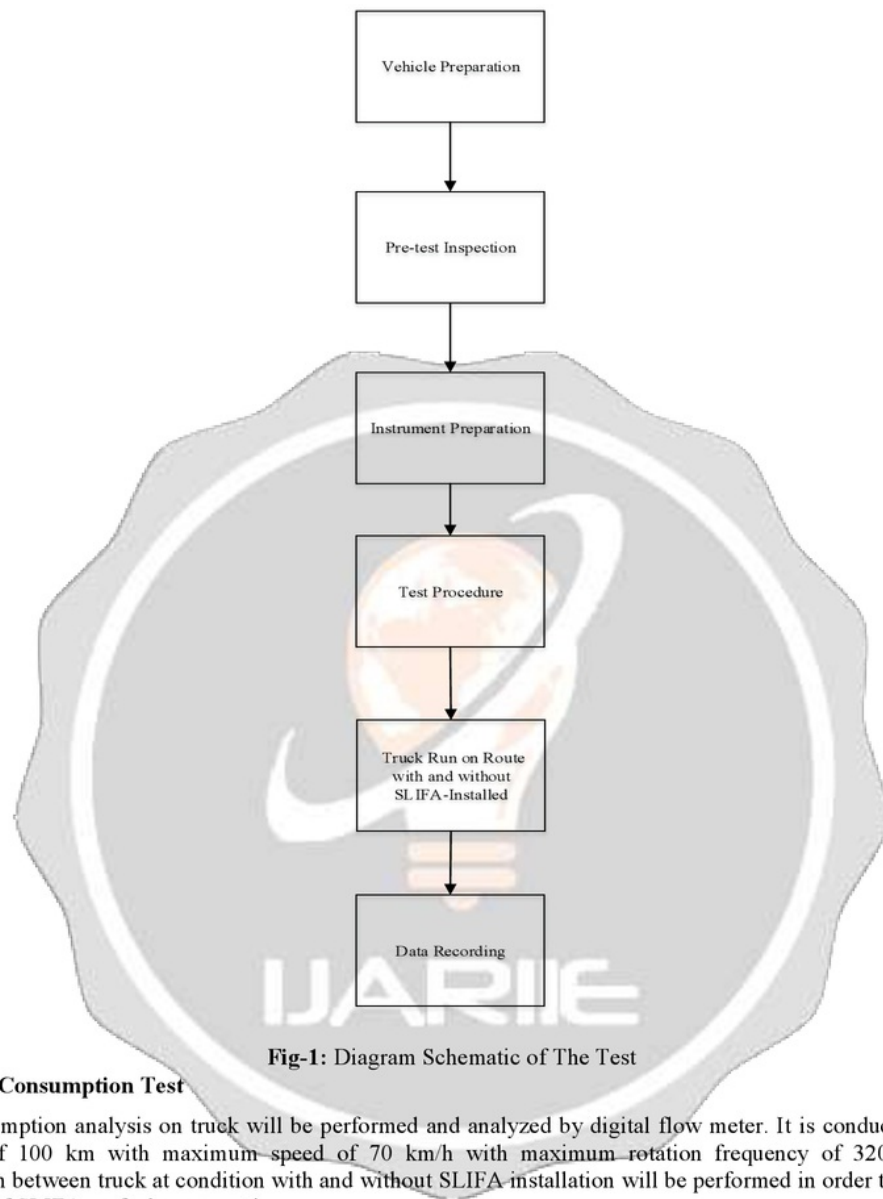 Vehicle Preparation
Pre-test Inspection
Instrument Preparation
Test Procedure
Truck Run on Route
with and without
SLIFA-Installed
Data Recording
IJARIIE
Fig-1: Diagram Schematic of The Test
Consumption Test
mption analysis on truck will be performed and analyzed by digital flow meter. It is conduc
of 100 km with maximum speed of 70 km/h with maximum rotation frequency of 320
n between truck at condition with and without SLIFA installation will be performed in order t